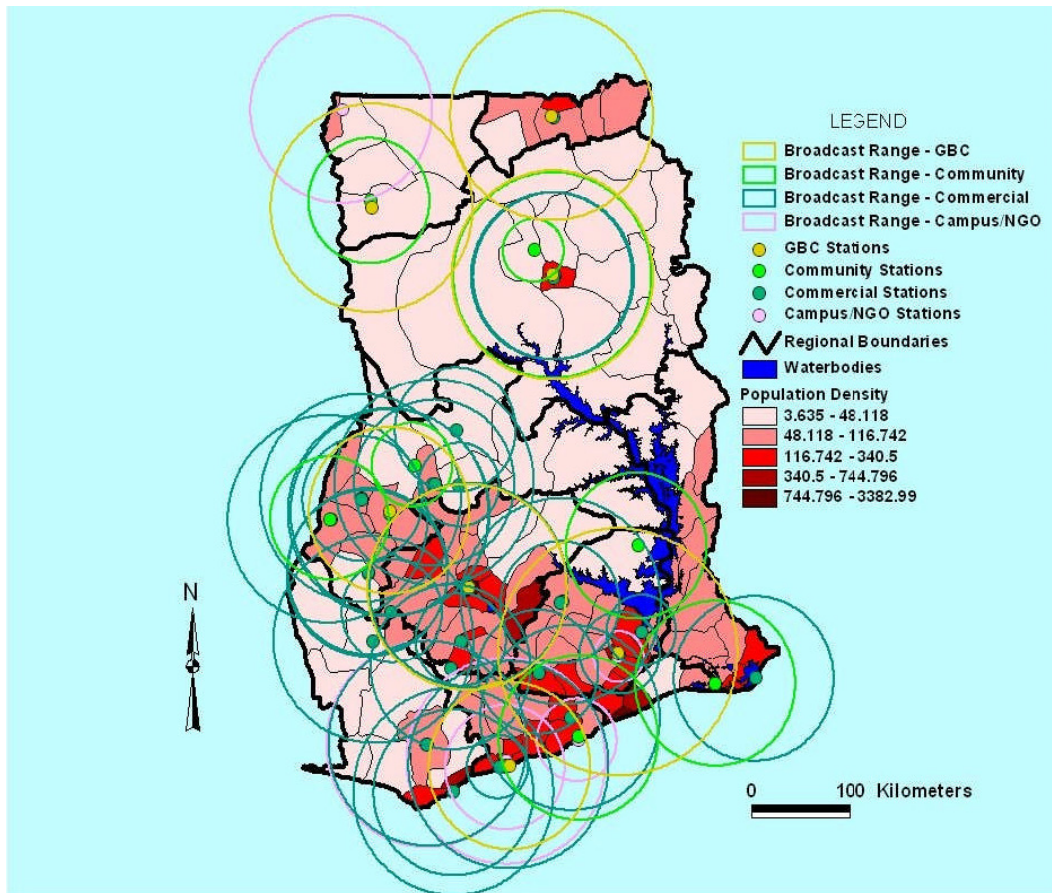 LEGEND
Broadcast Range - GBC
Broadcast Range - Community
Broadcast Range - Commercial
Broadcast Range - Campus/NGO
GBC Stations
Community Stations
Commercial Stations
Campus/NGO Stations
Regional Boundaries
Waterbodies
Population Density
3.635 - 48.118
48.118 - 116.742
116.742 -340.5
340.5 - 744.796
744.796 -3382.99
N
0 100 Kilometers